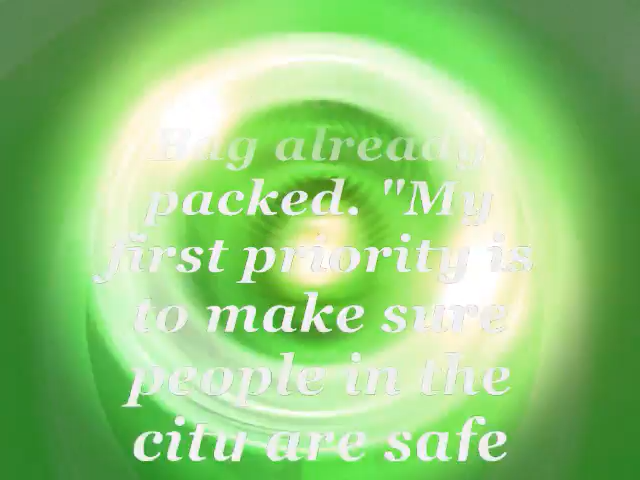 Bag already
packed. "My
first priority is
to make sure
people in the
city are safe